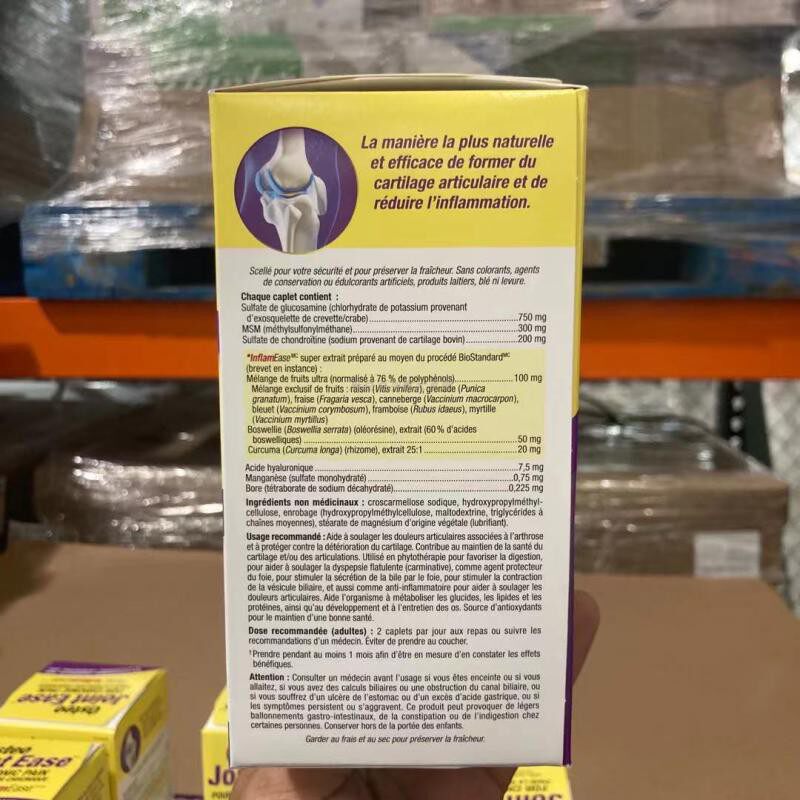 La manière la plus naturelle
et efficace de former du
cartilage articulaire et de
réduire l'inflammation.
Scellé pour votre sécurité et pour préserver la fraîcheur. Sans colorants, agents
de conservation ou édulcorants artificiels, produits laitiers, blé ni levure.
Chaque caplet contient :
Sulfate de glucosamine (chlorhydrate de potassium provenant
d'exosquelette de crevette/crabe)...750 mg
MSM (méthylsulfonylméthane)...300 mg
Sulfate de chondroïtine (sodium provenant de cartilage bovin)...200 mg
*InflamEaseMC super extrait préparé au moyen du procédé BioStandardMC
(brevet en instance) :
Mélange de fruits ultra (normalisé à 76 % de polyphénols)...100 mg
Mélange exclusif de fruits : raisin (Vitis vinifera), grenade (Punica
granatum), fraise (Fragaria vesca), canneberge (Vaccinium macrocarpon),
bleuet (Vaccinium corymbosum), framboise (Rubus idaeus), myrtille
(Vaccinium myrtillus)
Boswellie (Boswellia serrata) (oléorésine), extrait (60 % d'acides
boswelliques)...50 mg
Curcuma (Curcuma longa) (rhizome), extrait 25:1...20 mg
Acide hyaluronique...7,5 mg
Manganèse (sulfate monohydraté)...0,75 mg
Bore (tétraborate de sodium décahydraté)...0,225 mg
Ingrédients non médicinaux : croscarmellose sodique, hydroxypropylméthyl-
cellulose, enrobage (hydroxypropylméthylcellulose, maltodextrine, triglycérides à
chaînes moyennes), stéarate de magnésium d'origine végétale (lubrifiant).
Usage recommandé : Aide à soulager les douleurs articulaires associées à l'arthrose
et à protéger contre la détérioration du cartilage. Contribue au maintien de la santé du
cartilage et/ou des articulations. Utilisé en phytothérapie pour favoriser la digestion,
pour aider à soulager la dyspepsie flatulente (carminative), comme agent protecteur
du foie, pour stimuler la sécrétion de la bile par le foie, pour stimuler la contraction
de la vésicule biliaire, et aussi comme anti-inflammatoire pour aider à soulager les
douleurs articulaires. Aide l'organisme à métaboliser les glucides, les lipides et les
protéines, ainsi qu'au développement et à l'entretien des os. Source d'antioxydants
pour le maintien d'une bonne santé.
Dose recommandée (adultes) : 2 caplets par jour aux repas ou suivre les
recommandations d'un médecin. Éviter de prendre au coucher.
†Prendre pendant au moins 1 mois afin d'être en mesure d'en constater les effets
bénéfiques.
Attention : Consulter un médecin avant l'usage si vous êtes enceinte ou si vous
allaitez, si vous avez des calculs biliaires ou une obstruction du canal biliaire, ou
si vous souffrez d'un ulcère de l'estomac ou d'un excès d'acide gastrique, ou si
les symptômes persistent ou s'aggravent. Ce produit peut provoquer de légers
ballonnements gastro-intestinaux, de la constipation ou de l'indigestion chez
certaines personnes. Conserver hors de la portée des enfants.
Garder au frais et au sec pour préserver la fraîcheur.
osteo
Joint Ease